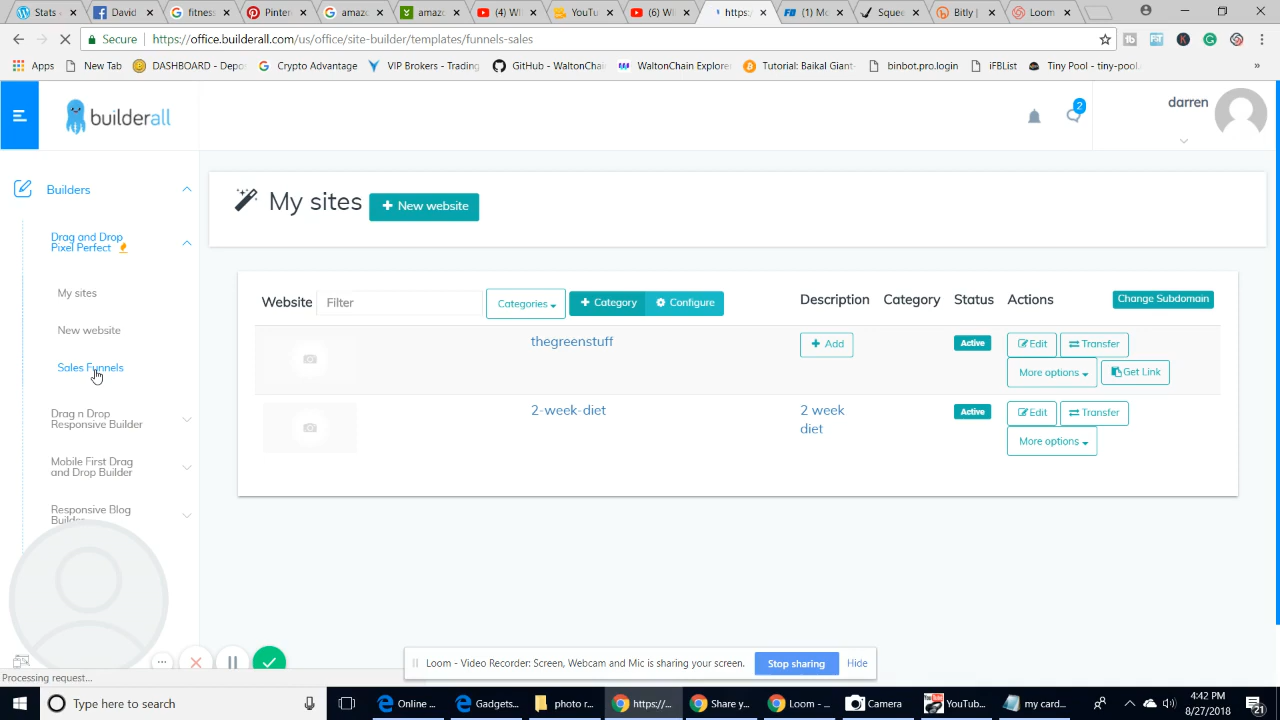 Stats - David fitness Pinter amazo amazo (4) Wl YouTu (6) Wl https:/ (1) Mo Squee Bitly | Loom
Secure https://office.builderall.com/us/office/site-builder/templates/funnels-sales
Apps New Tab DASHBOARD - Depo Crypto Advantage VIP Brokers - Trading GitHub - WaltonChain WaltonChain Explorer Tutorial: Baikal Giant- binbot.pro.login iFBList Tiny Pool - tiny-pool. »
builderall
2
darren
Builders
Drag and Drop
Pixel Perfect
My sites
New website
Sales Funnels
Drag n Drop
Responsive Builder
Mobile First Drag
and Drop Builder
Responsive Blog
Builder
My sites + New website
Website Filter Categories + Category Configure Description Category Status Actions Change Subdomain
thegreenstuff + Add Active Edit Transfer
More options Get Link
2-week-diet 2 week
diet Active Edit Transfer
More options
Loom - Video Recorder: Screen, Webcam and Mic is sharing your screen. Stop sharing Hide
Processing request...
Type here to search Online ... Gadgets... photo r... https:/... Share y... Loom -... Camera YouTub... my card...
4:42 PM
8/27/2018
21